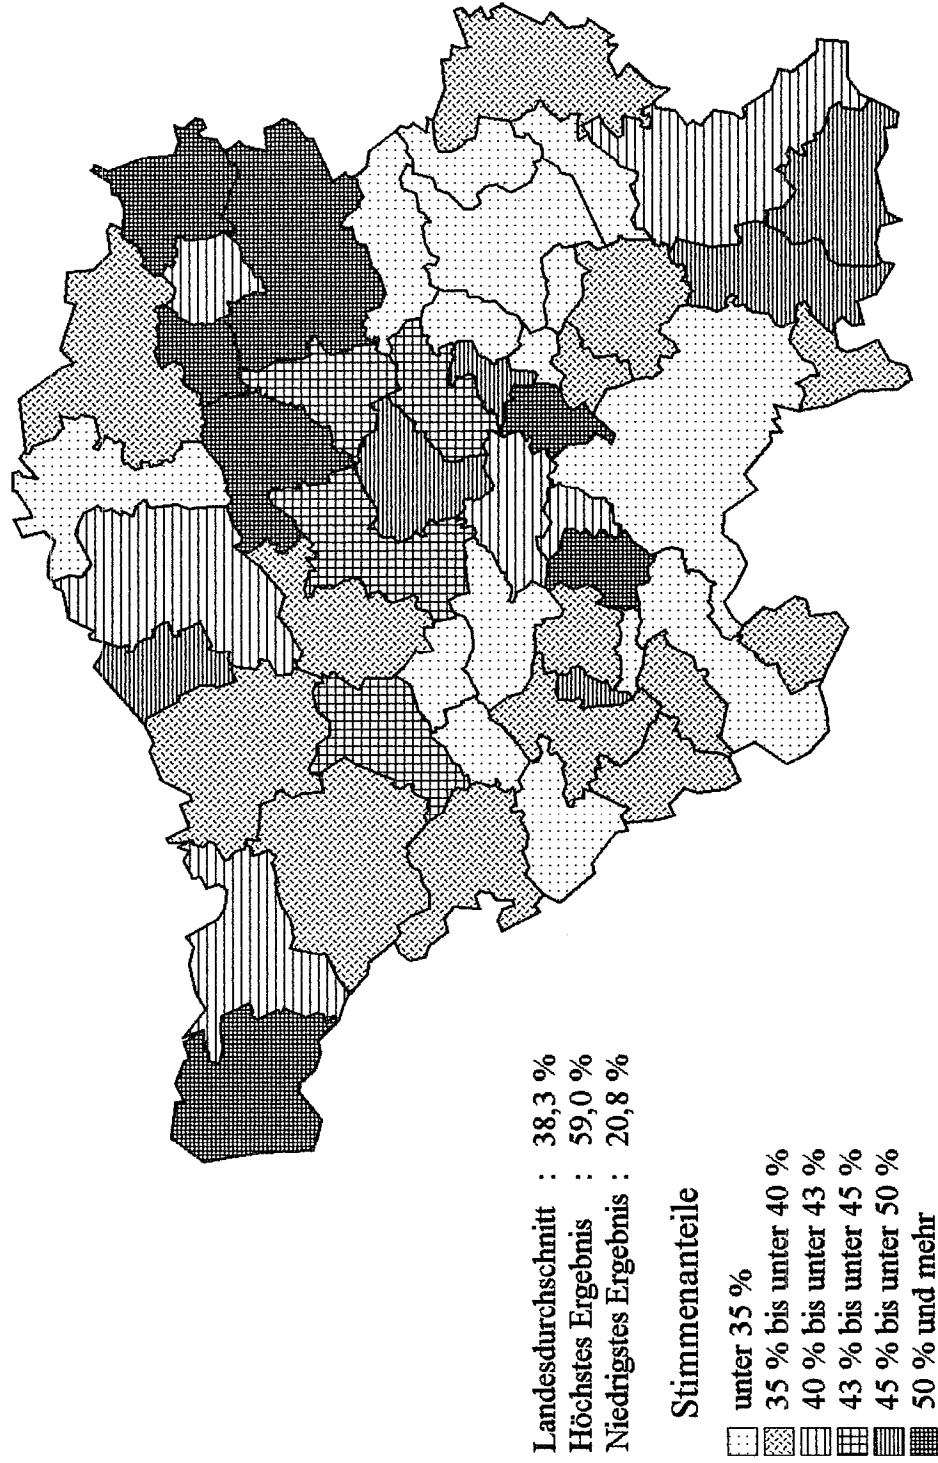 Landesdurchschnitt : 38,3 %
Höchstes Ergebnis : 59,0 %
Niedrigstes Ergebnis : 20,8 %
Stimmenanteile
unter 35 %
35 % bis unter 40 %
40 % bis unter 43 %
43 % bis unter 45 %
45 % bis unter 50 %
50 % und mehr